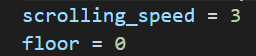 scrolling_speed = 3
floor = 0